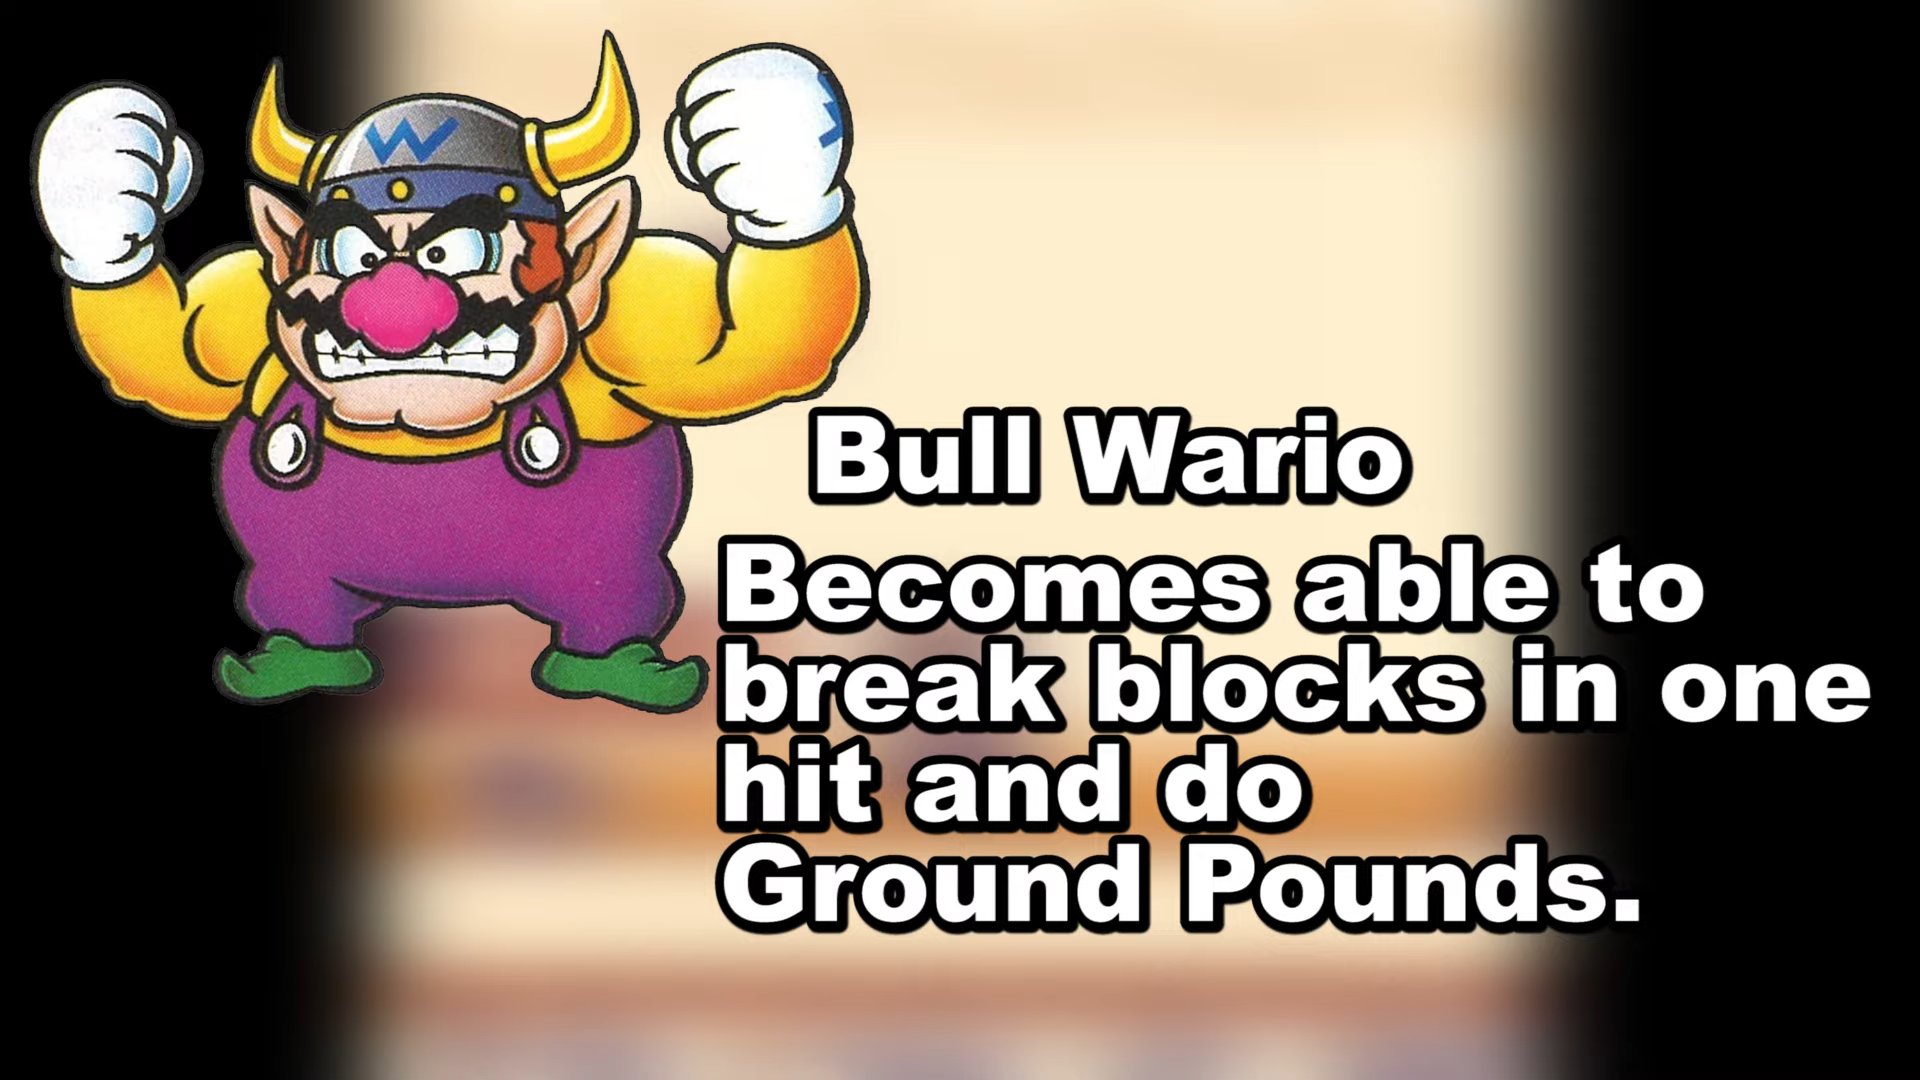 W
Bull Wario
Becomes able to
break blocks in one
hit and do
Ground Pounds.